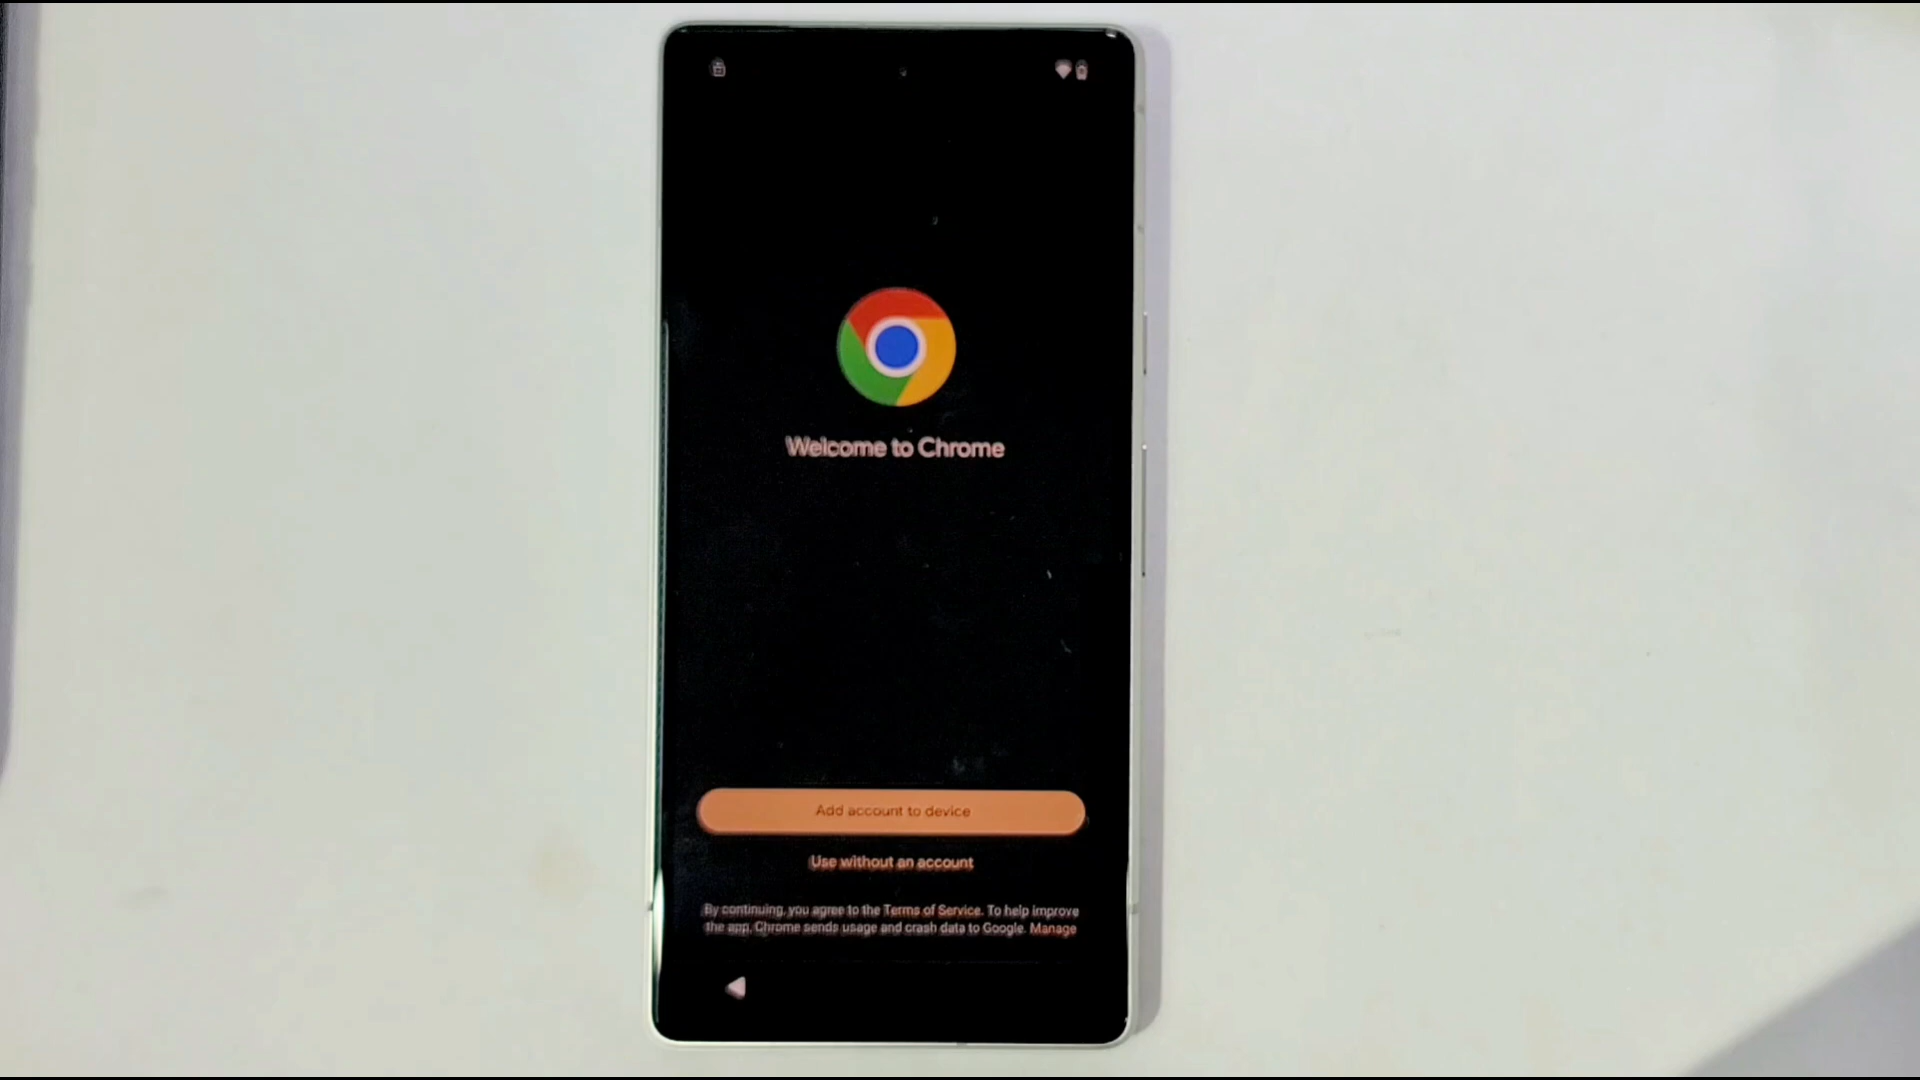 Welcome to Chrome
Add account to device
Use without an account
By continuing, you agree to the Terms of Service. To help improve
the app, Chrome sends usage and crash data to Google. Manage